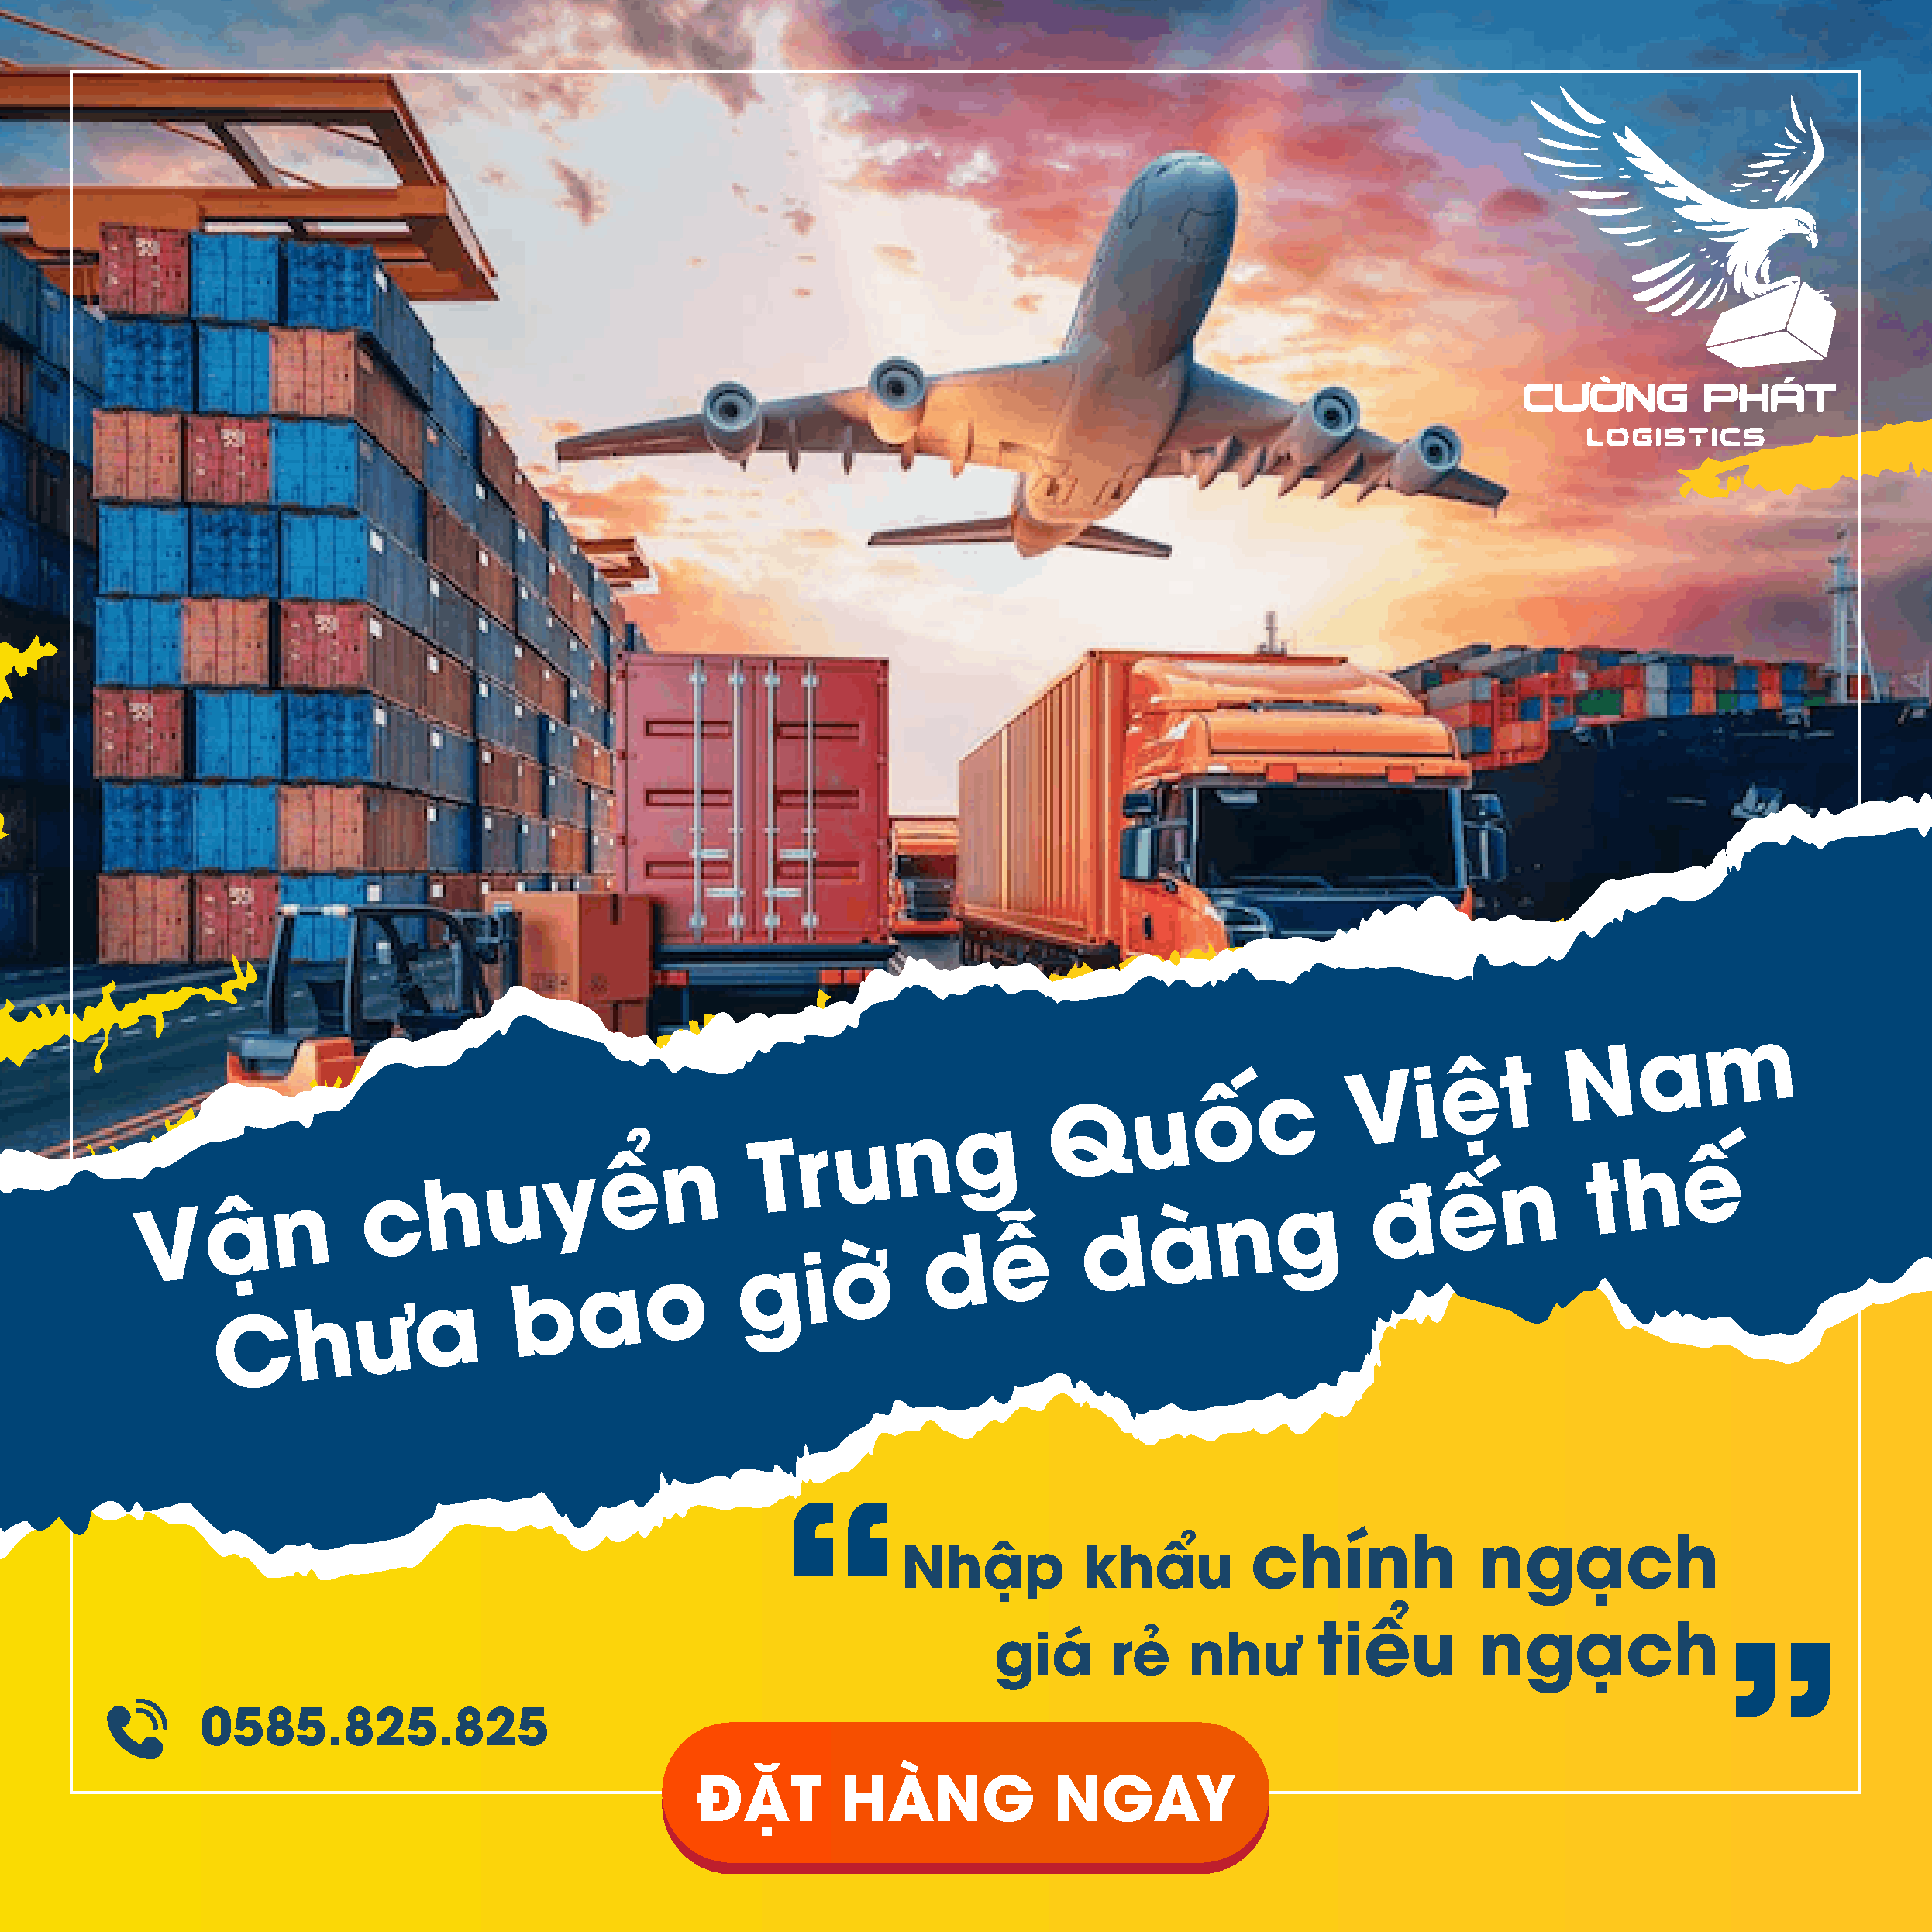 CƯỜNG PHÁT
LOGISTICS
Vận chuyển Trung Quốc Việt Nam
Chưa bao giờ dễ dàng đến thế
“Nhập khẩu chính ngạch
giá rẻ như tiểu ngạch”
0585.825.825
ĐẶT HÀNG NGAY